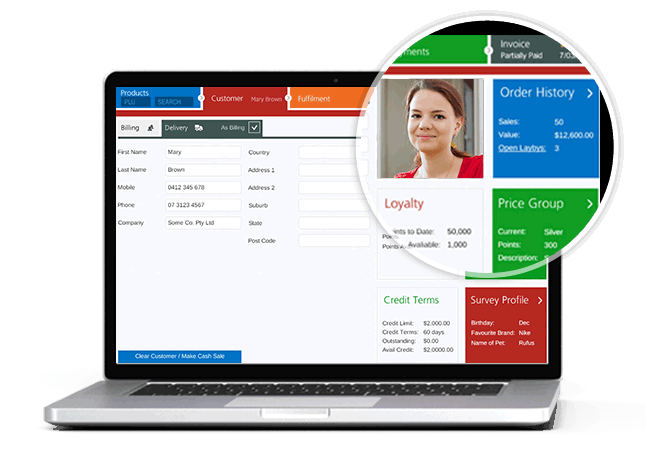 Products
PLU SEARCH
Customer Mary Brown
Fulfilment
Invoice
Partially Paid
Billing
Delivery
As Billing
First Name Mary
Last Name Brown
Mobile 0412 345 678
Phone 07 3123 4567
Company Some Co. Pty Ltd
Country
Address 1
Address 2
Suburb
State
Post Code
Clear Customer / Make Cash Sale
Order History
Sales: 50
Value: $12,600.00
Open Laybys: 3
Loyalty
to Date: 50,000
Available: 1,000
Price Group
Current: Silver
Points: 300
Description:
Credit Terms
Credit Limit: $2,000.00
Credit Terms: 60 days
Outstanding: $0.00
Avail Credit: $2,0000.00
Survey Profile
Birthday: Dec
Favourite Brand: Nike
Name of Pet: Rufus